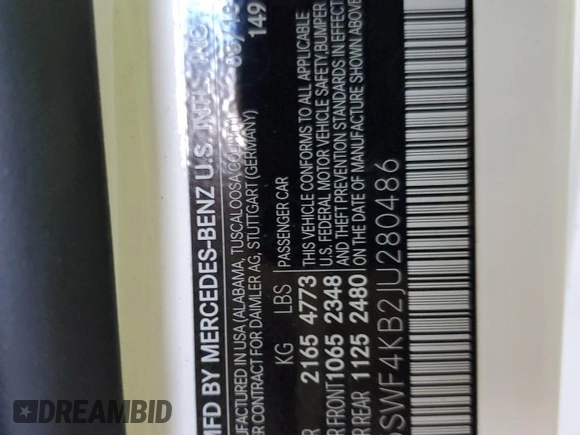 MFD BY MERCEDES-BENZ U.S. INT'L, INC.
UFACTURED IN USA (ALABAMA, TUSCALOOSA COUNTY)
ER CONTRACT FOR DAIMLER AG, STUTTGART (GERMANY)
149
KG LBS
2165 4773
R FRONT 1065 2348
R REAR 1125 2480
PASSENGER CAR
THIS VEHICLE CONFORMS TO ALL APPLICABLE
U.S. FEDERAL MOTOR VEHICLE SAFETY, BUMPER
AND THEFT PREVENTION STANDARDS IN EFFECT
ON THE DATE OF MANUFACTURE SHOWN ABOVE.
SSWF4KB2JU280486
DREAMBID